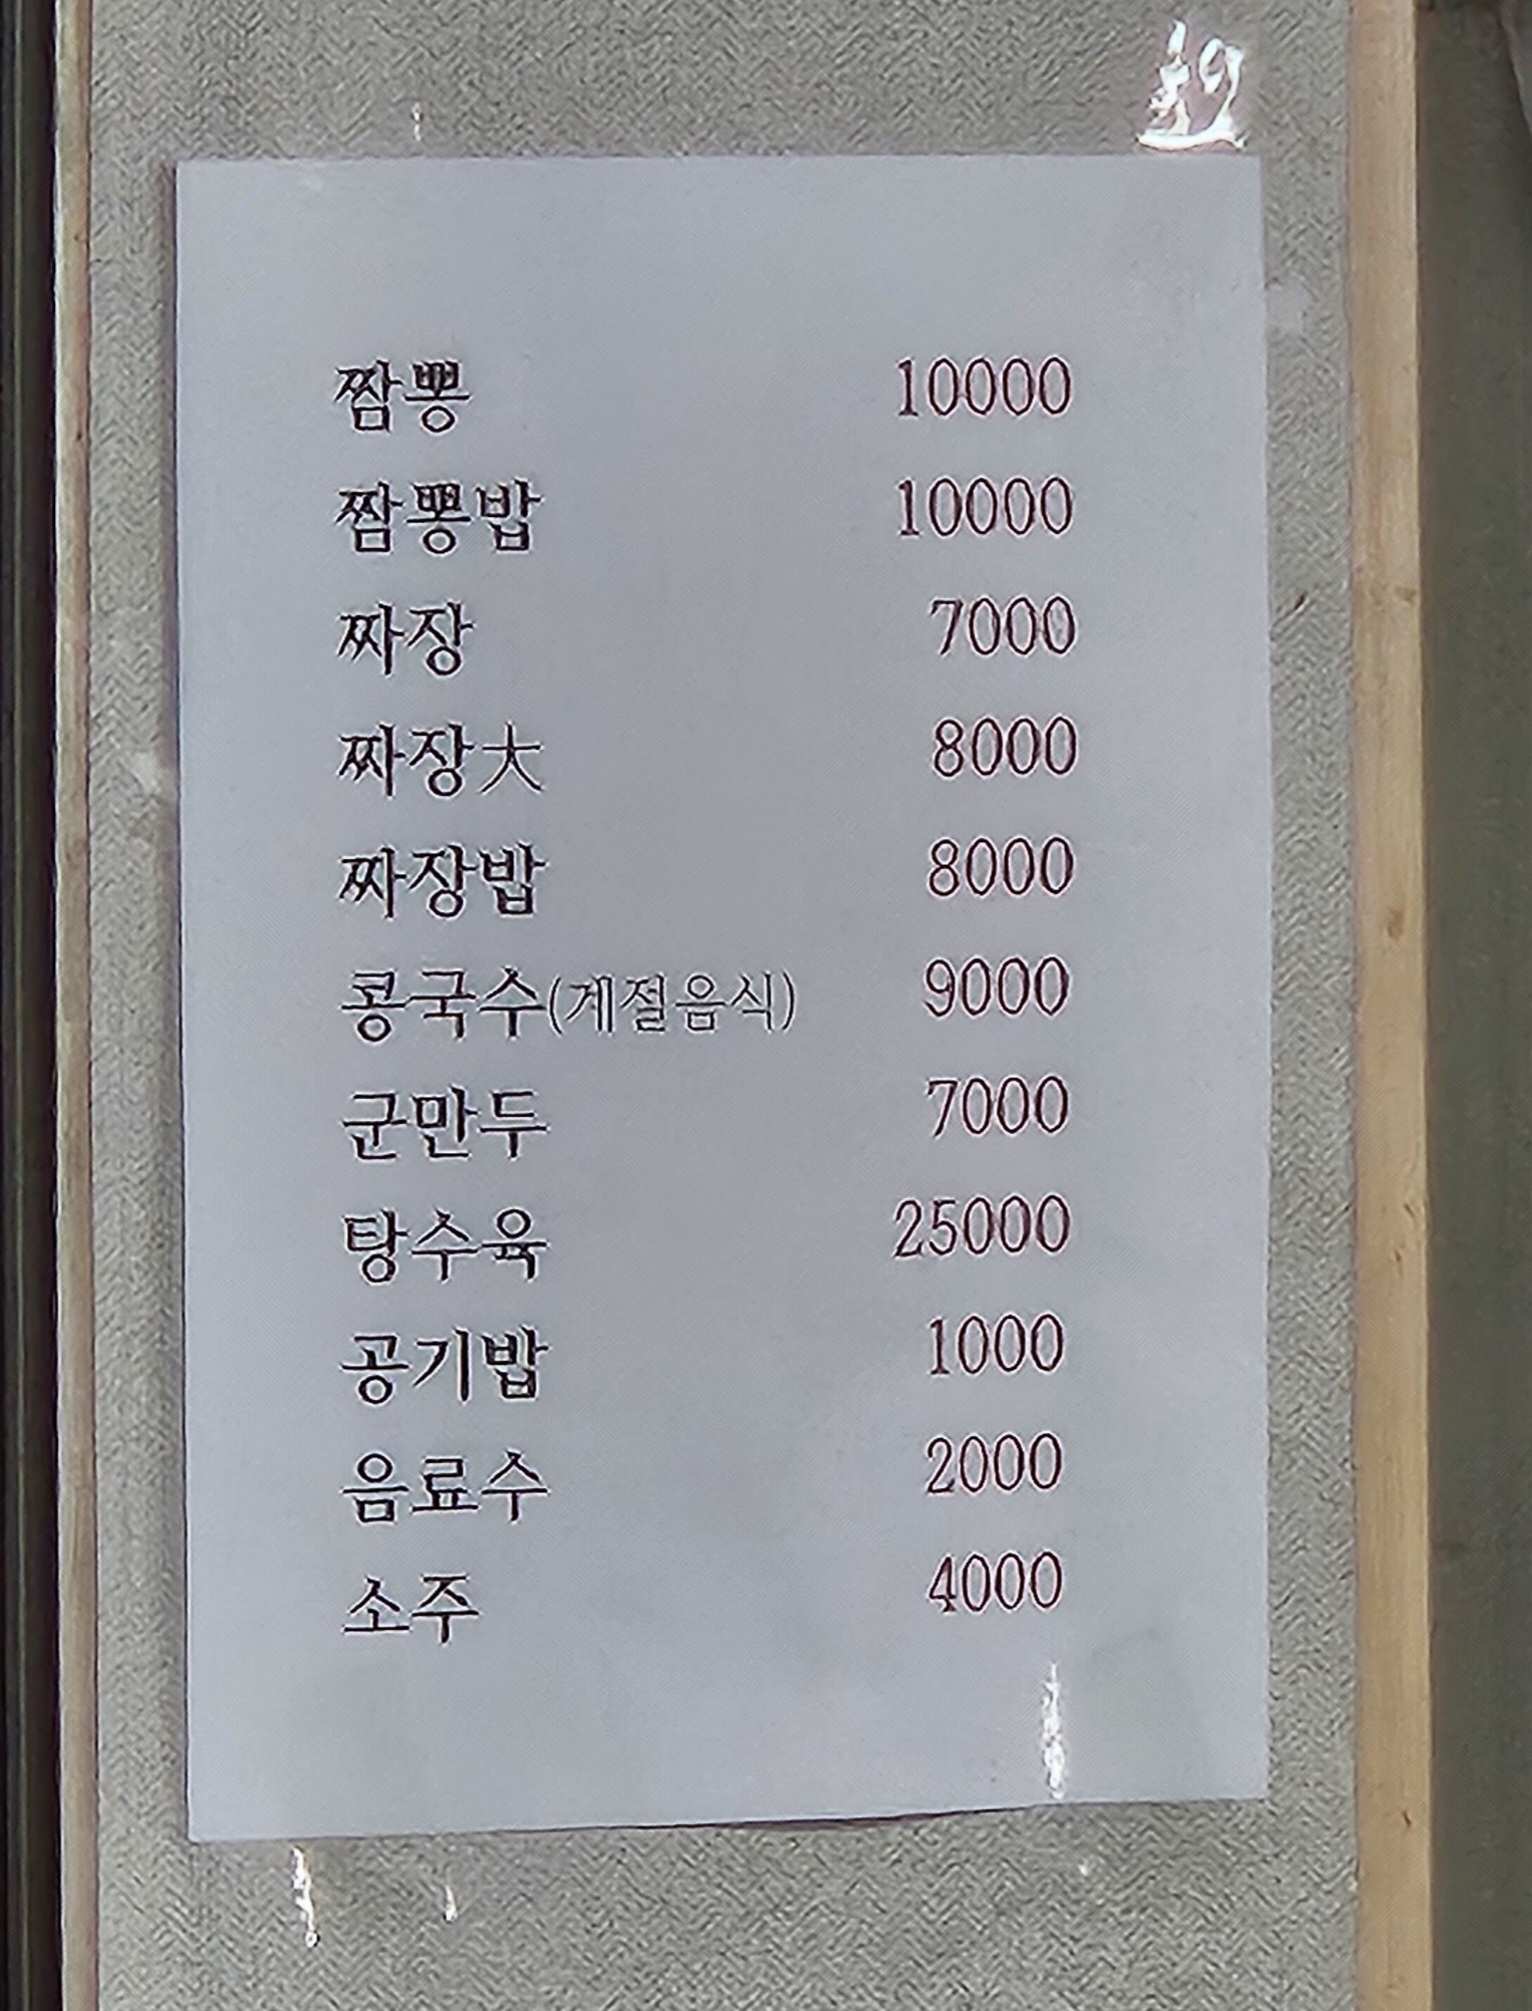 짬뽕 10000
짬뽕밥 10000
짜장 7000
짜장大 8000
짜장밥 8000
콩국수(계절음식) 9000
군만두 7000
탕수육 25000
공기밥 1000
음료수 2000
소주 4000